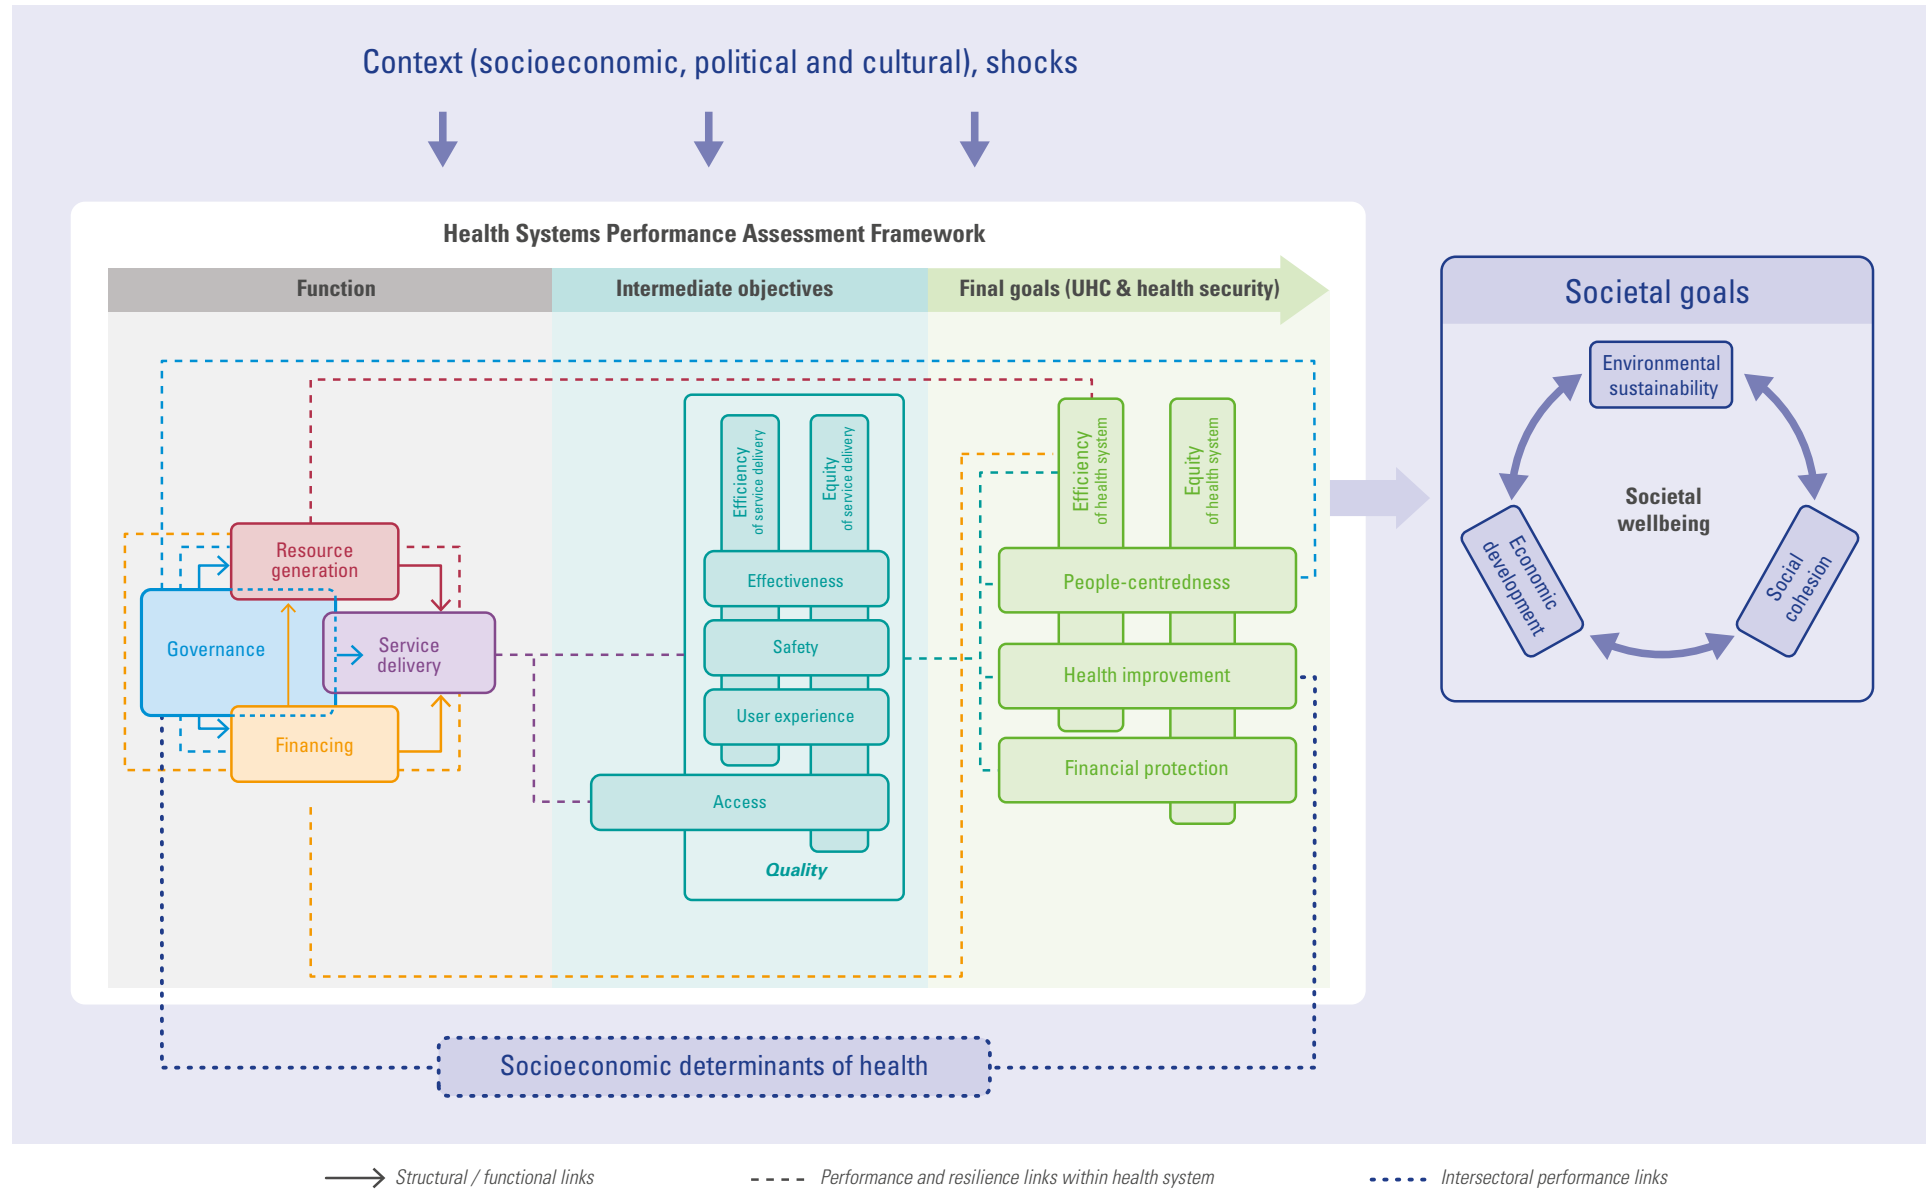 Context (socioeconomic, political and cultural), shocks
Health Systems Performance Assessment Framework
Function
Intermediate objectives
Final goals (UHC & health security)
Resource
generation
Governance
Service
delivery
Financing
Efficiency
of service delivery
Equity
of service delivery
Effectiveness
Safety
User experience
Access
Quality
Efficiency
of health system
Equity
of health system
People-centredness
Health improvement
Financial protection
Societal goals
Environmental
sustainability
Societal
wellbeing
Economic
development
Social
cohesion
Socioeconomic determinants of health
Structural / functional links
Performance and resilience links within health system
Intersectoral performance links